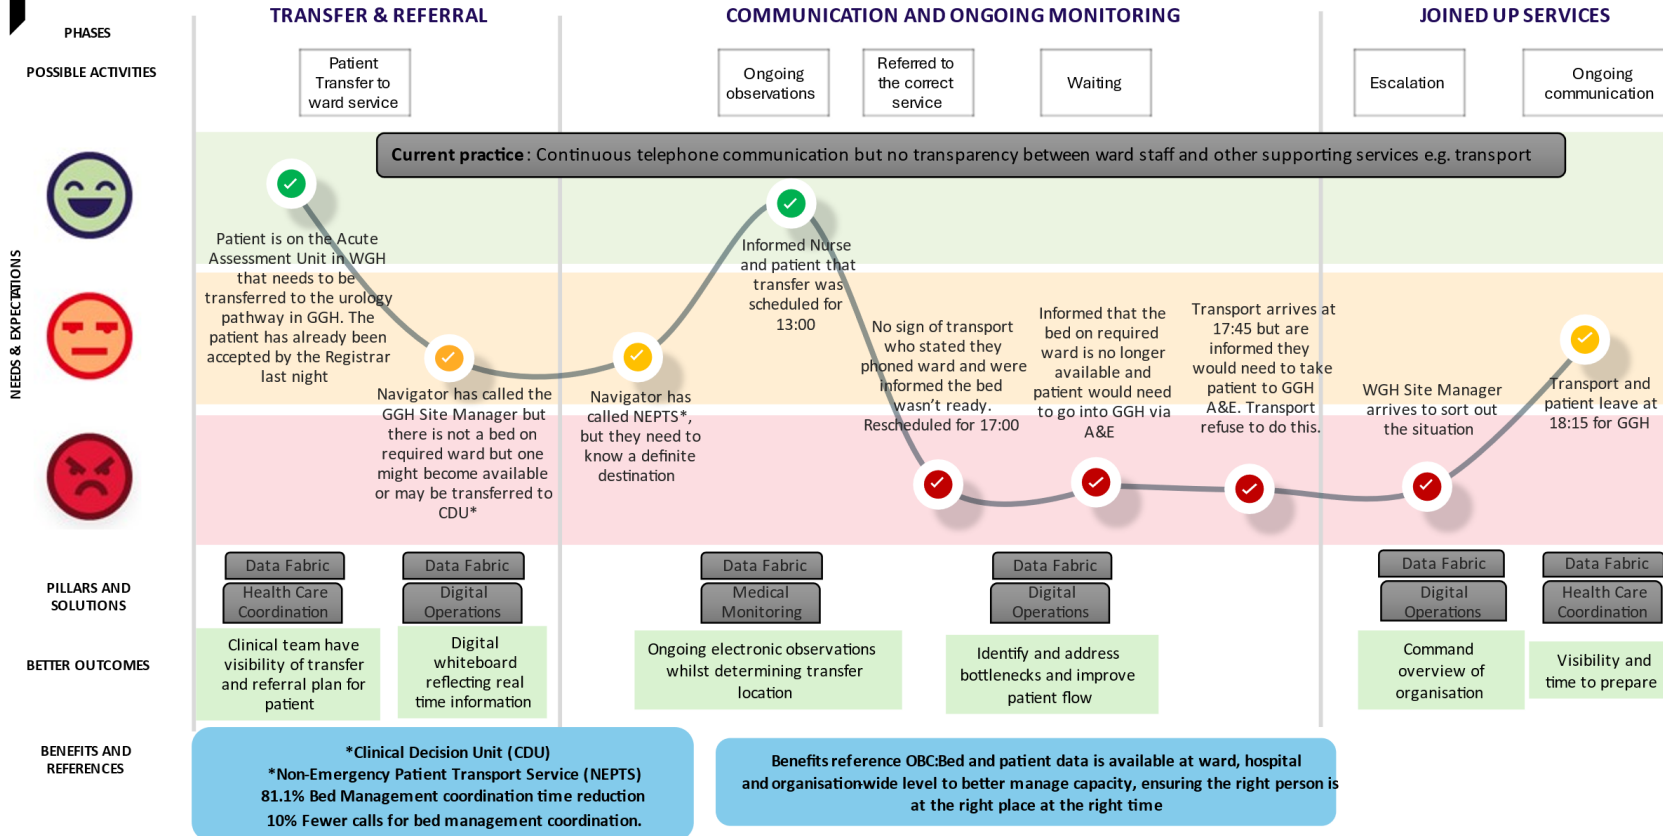 TRANSFER & REFERRAL
COMMUNICATION AND ONGOING MONITORING
JOINED UP SERVICES
PHASES
POSSIBLE ACTIVITIES
Patient
Transfer to
ward service
Ongoing
observations
Referred to
the correct
service
Waiting
Escalation
Ongoing
communication
Current practice: Continuous telephone communication but no transparency between ward staff and other supporting services e.g. transport
NEEDS & EXPECTATIONS
Patient is on the Acute
Assessment Unit in WGH
that needs to be
transferred to the urology
pathway in GGH. The
patient has already been
accepted by the Registrar
last night
Navigator has called the
GGH Site Manager but
there is not a bed on
required ward but one
might become available
or may be transferred to
CDU*
Navigator has
called NEPTS*,
but they need to
know a definite
destination
Informed Nurse
and patient that
transfer was
scheduled for
13:00
No sign of transport
who stated they
phoned ward and were
informed the bed
wasn't ready.
Rescheduled for 17:00
Informed that the
bed on required
ward is no longer
available and
patient would need
to go into GGH via
A&E
Transport arrives at
17:45 but are
informed they
would need to take
patient to GGH
A&E. Transport
refuse to do this.
WGH Site Manager
arrives to sort out
the situation
Transport and
patient leave at
18:15 for GGH
PILLARS AND
SOLUTIONS
Data Fabric
Health Care
Coordination
Data Fabric
Digital
Operations
Data Fabric
Medical
Monitoring
Data Fabric
Digital
Operations
Data Fabric
Digital
Operations
Data Fabric
Health Care
Coordination
BETTER OUTCOMES
Clinical team have
visibility of transfer
and referral plan for
patient
Digital
whiteboard
reflecting real
time information
Ongoing electronic observations
whilst determining transfer
location
Identify and address
bottlenecks and improve
patient flow
Command
overview of
organisation
Visibility and
time to prepare
BENEFITS AND
REFERENCES
*Clinical Decision Unit (CDU)
*Non-Emergency Patient Transport Service (NEPTS)
81.1% Bed Management coordination time reduction
10% Fewer calls for bed management coordination.
Benefits reference OBC:Bed and patient data is available at ward, hospital
and organisation-wide level to better manage capacity, ensuring the right person is
at the right place at the right time